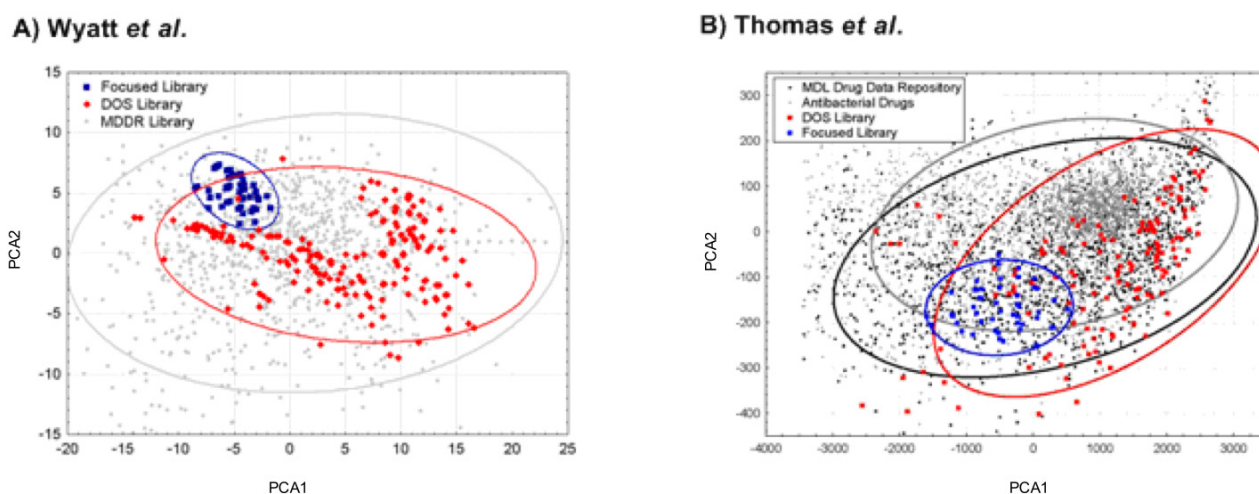 A) Wyatt et al.
15
10
5
0
-5
-10
-15
-20
-15
-10
-5
0
5
10
15
20
25
PCA2
PCA1
Focused Library
DOS Library
MDDR Library
B) Thomas et al.
300
200
100
0
-100
-200
-300
-400
-4000
-3000
-2000
-1000
0
1000
2000
3000
PCA2
PCA1
MDL Drug Data Repository
Antibacterial Drugs
DOS Library
Focused Library